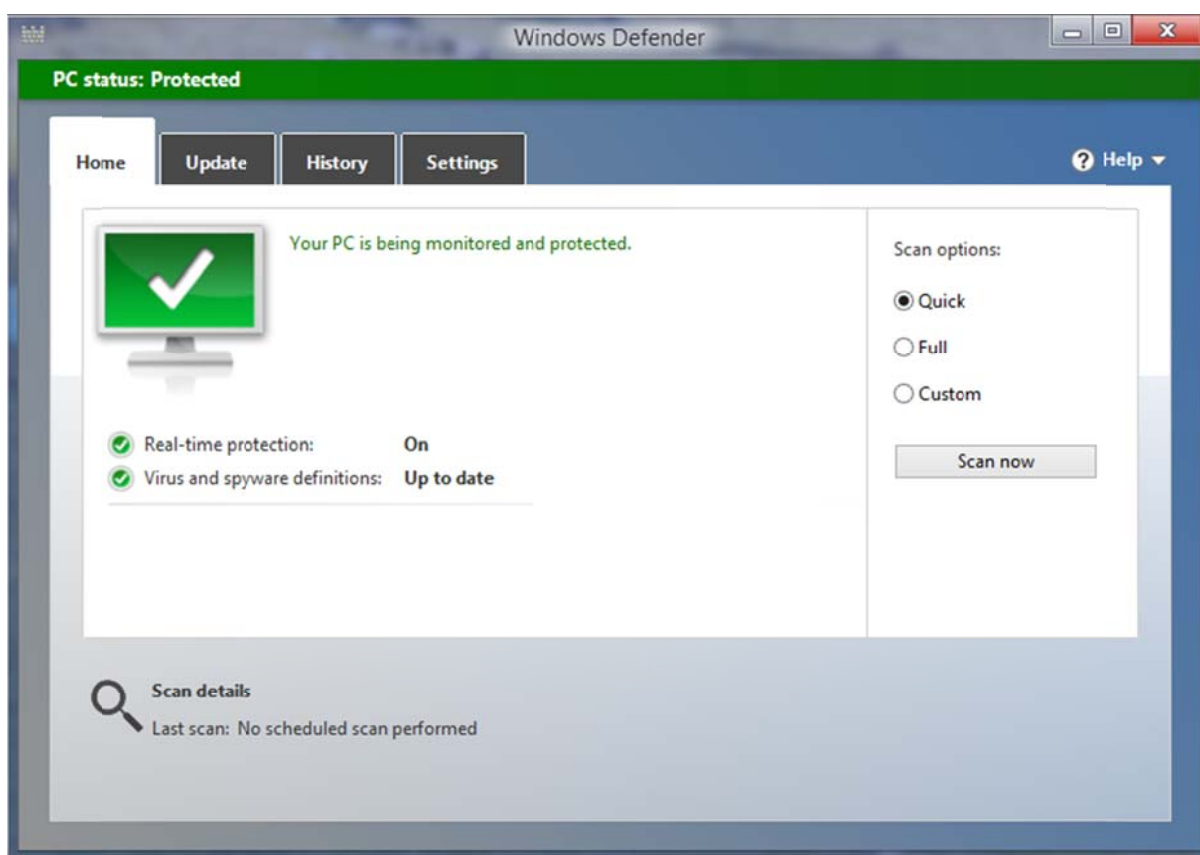 Windows Defender
PC status: Protected
Home Update History Settings Help
Your PC is being monitored and protected.
Real-time protection: On
Virus and spyware definitions: Up to date
Scan options:
Quick
Full
Custom
Scan now
Scan details
Last scan: No scheduled scan performed